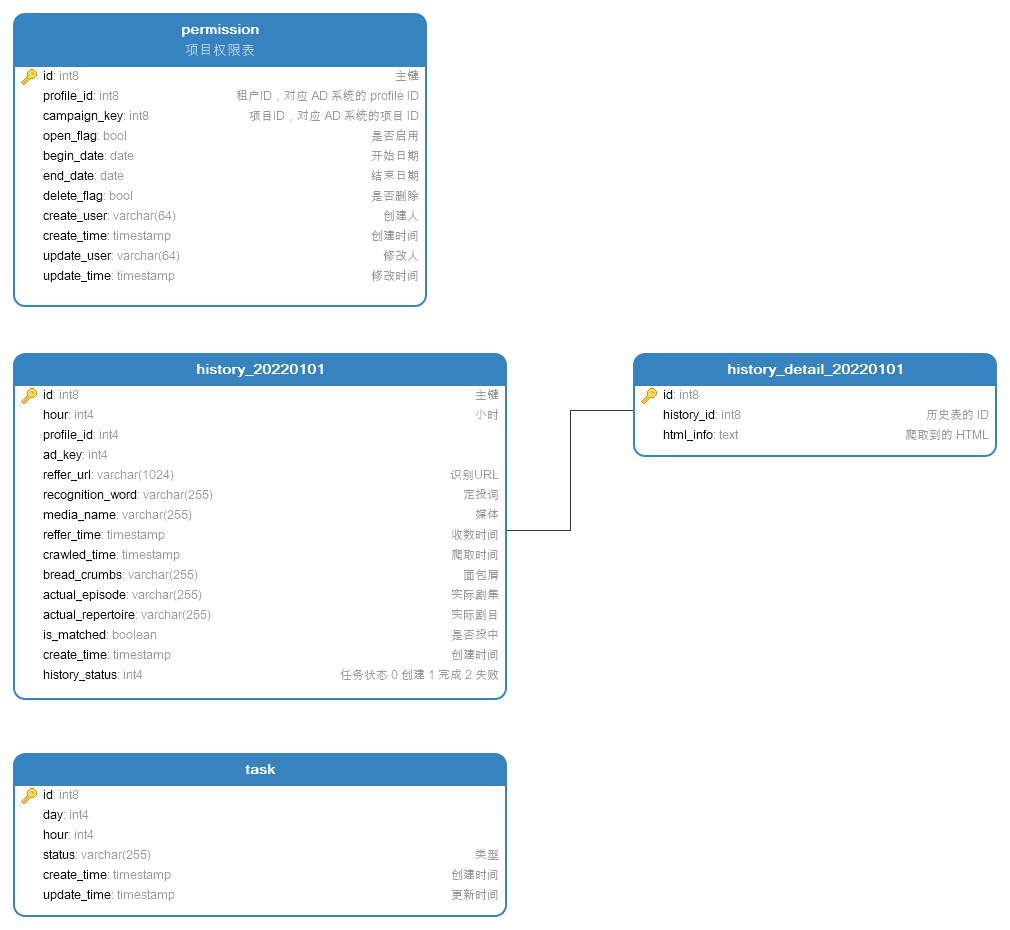 permission
项目权限表
id: int8 主键
profile_id: int8 租户ID，对应 AD 系统的 profile ID
campaign_key: int8 项目ID，对应 AD 系统的项目 ID
open_flag: bool 是否启用
begin_date: date 开始日期
end_date: date 结束日期
delete_flag: bool 是否删除
create_user: varchar(64) 创建人
create_time: timestamp 创建时间
update_user: varchar(64) 修改人
update_time: timestamp 修改时间
history_20220101
id: int8 主键
hour: int4 小时
profile_id: int4
ad_key: int4
reffer_url: varchar(1024) 识别URL
recognition_word: varchar(255) 定投词
media_name: varchar(255) 媒体
reffer_time: timestamp 收数时间
crawled_time: timestamp 爬取时间
bread_crumbs: varchar(255) 面包屑
actual_episode: varchar(255) 实际剧集
actual_repertoire: varchar(255) 实际剧目
is_matched: boolean 是否投中
create_time: timestamp 创建时间
history_status: int4 任务状态 0 创建 1 完成 2 失败
history_detail_20220101
id: int8
history_id: int8 历史表的 ID
html_info: text 爬取到的 HTML
task
id: int8
day: int4
hour: int4
status: varchar(255) 类型
create_time: timestamp 创建时间
update_time: timestamp 更新时间